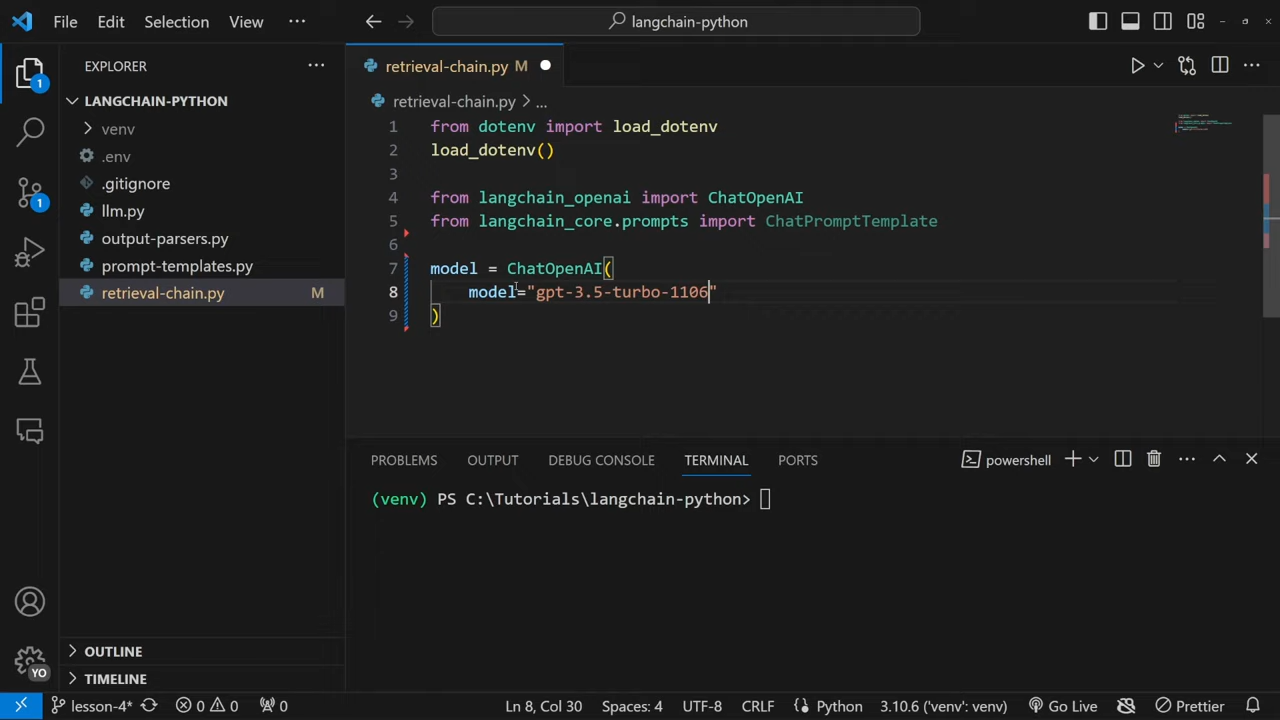 File Edit Selection View ··· langchain-python
1 EXPLORER ···
LANGCHAIN-PYTHON
venv
.env
.gitignore
llm.py
output-parsers.py
prompt-templates.py
retrieval-chain.py M
OUTLINE
TIMELINE
1
YO
retrieval-chain.py M
retrieval-chain.py > ...
1 from dotenv import load_dotenv
2 load_dotenv()
3
4 from langchain_openai import ChatOpenAI
5 from langchain_core.prompts import ChatPromptTemplate
6
7 model = ChatOpenAI(
8 model="gpt-3.5-turbo-1106"
9 )
PROBLEMS OUTPUT DEBUG CONSOLE TERMINAL PORTS powershell
(venv) PS C:\Tutorials\langchain-python>
lesson-4* 0 0 0 Ln 8, Col 30 Spaces: 4 UTF-8 CRLF Python 3.10.6 ('venv': venv) Go Live Prettier